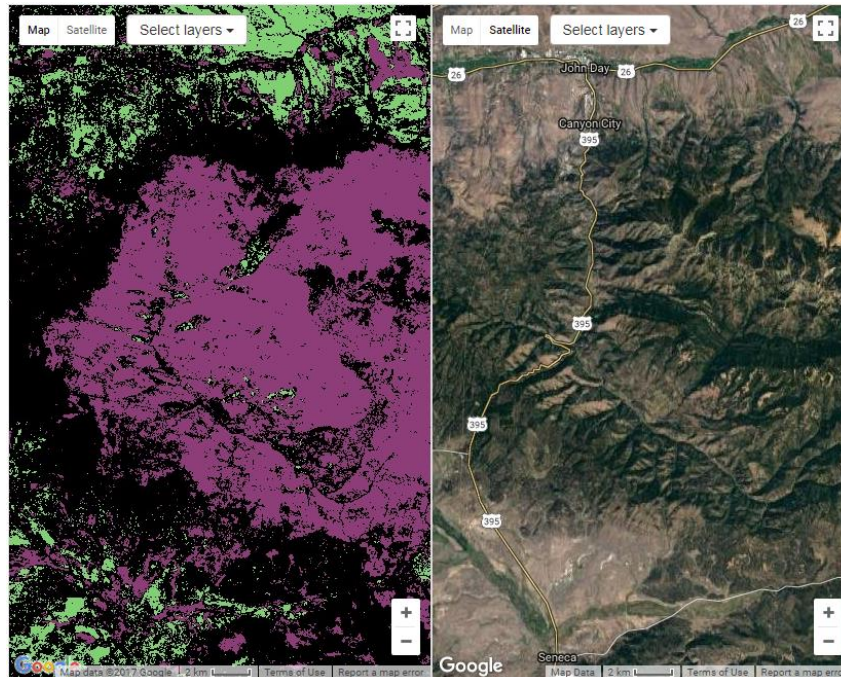 Map Satellite Select layers
Map Satellite Select layers
26
26
John Day
26
Canyon City
395
395
395
395
+
−
+
−
Seneca
Google Map data ©2017 Google 2 km Terms of Use Report a map error
Google Map Data 2 km Terms of Use Report a map error